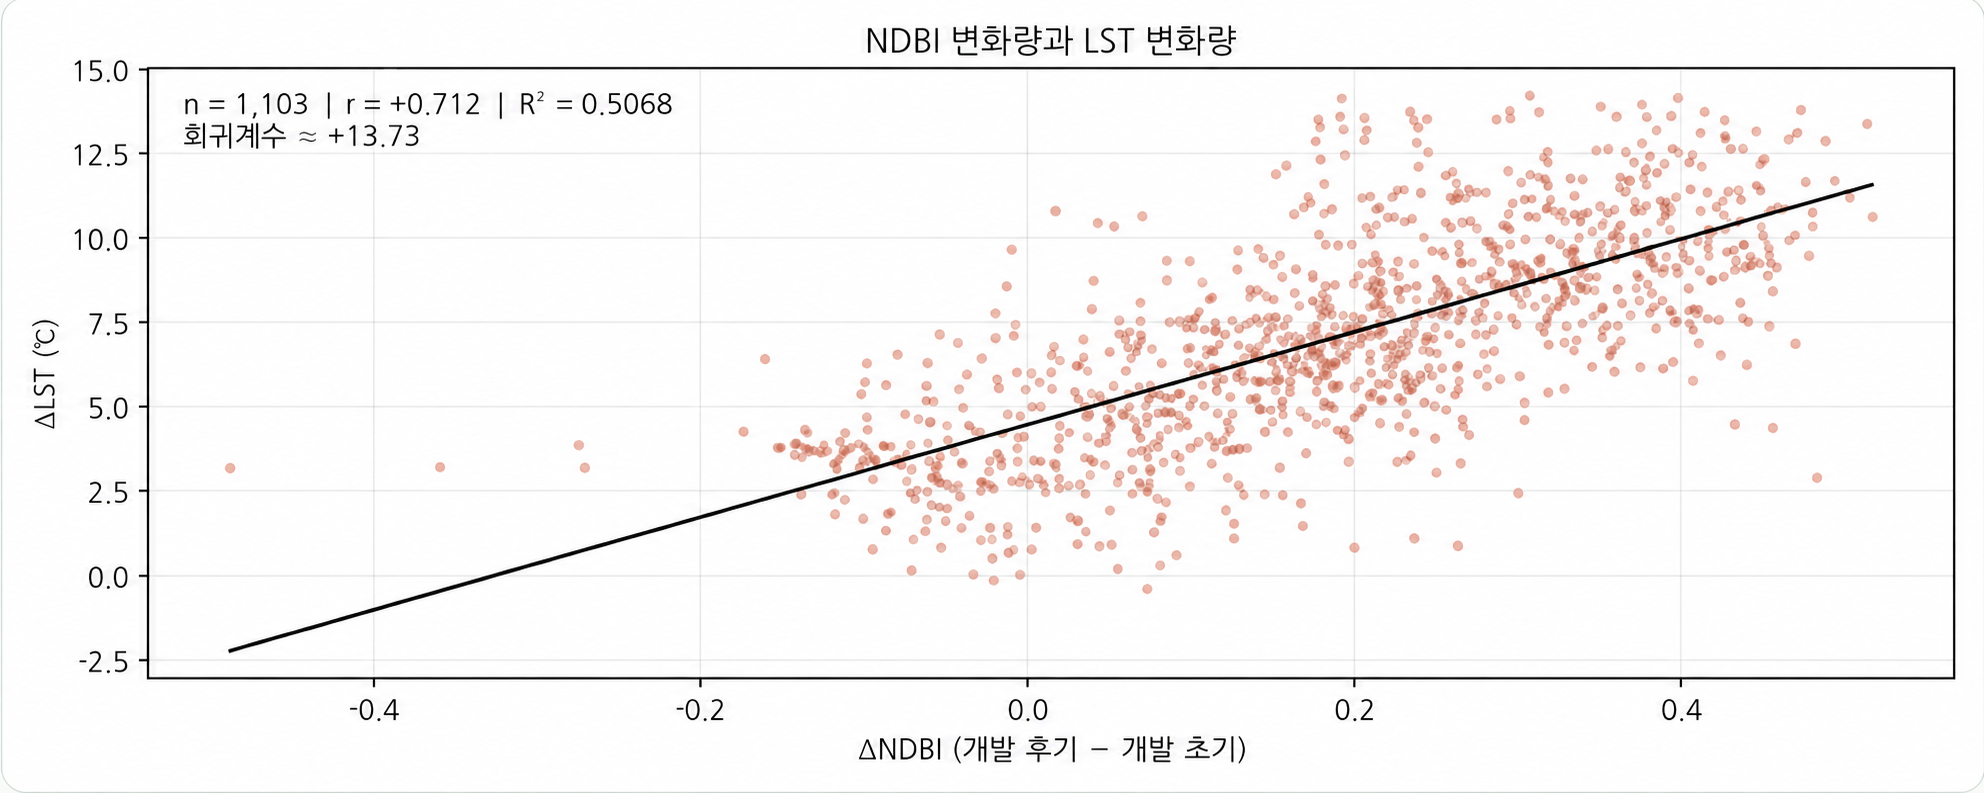 NDBI 변화량과 LST 변화량
n = 1,103 | r = +0.712 | R² = 0.5068
회귀계수 ≈ +13.73
15.0
12.5
10.0
7.5
5.0
2.5
0.0
-2.5
ΔLST (℃)
-0.4 -0.2 0.0 0.2 0.4
ΔNDBI (개발 후기 − 개발 초기)